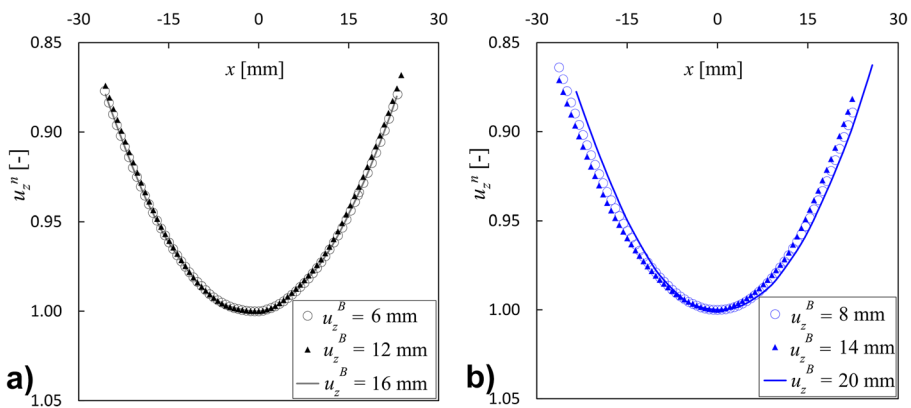 -30 -15 0 15 30
0.85
x [mm]
0.90
u_z^n [-]
0.95
1.00
u_z^B = 6 mm
u_z^B = 12 mm
a)
u_z^B = 16 mm
1.05
-30 -15 0 15 30
0.85
x [mm]
0.90
u_z^n [-]
0.95
1.00
u_z^B = 8 mm
u_z^B = 14 mm
b)
u_z^B = 20 mm
1.05